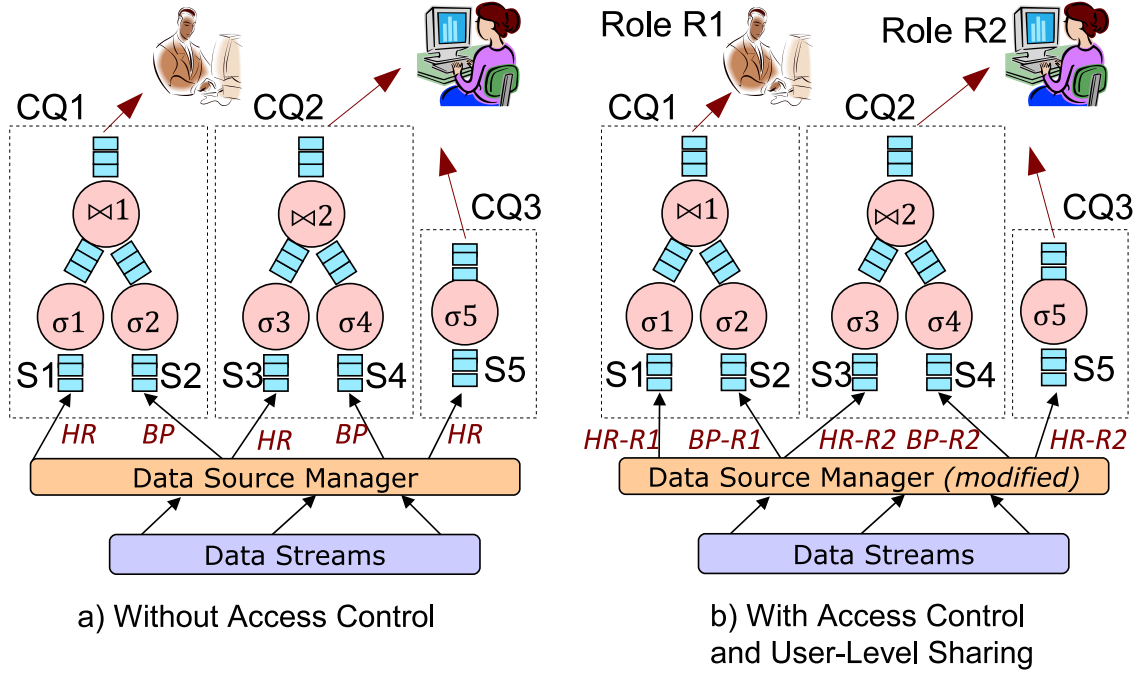 CQ1
CQ2
⋈1
⋈2
CQ3
σ1
σ2
σ3
σ4
σ5
S1
S2
S3
S4
S5
HR
BP
HR
BP
HR
Data Source Manager
Data Streams
a) Without Access Control
Role R1
Role R2
CQ1
CQ2
⋈1
⋈2
CQ3
σ1
σ2
σ3
σ4
σ5
S1
S2
S3
S4
S5
HR-R1
BP-R1
HR-R2
BP-R2
HR-R2
Data Source Manager (modified)
Data Streams
b) With Access Control
and User-Level Sharing